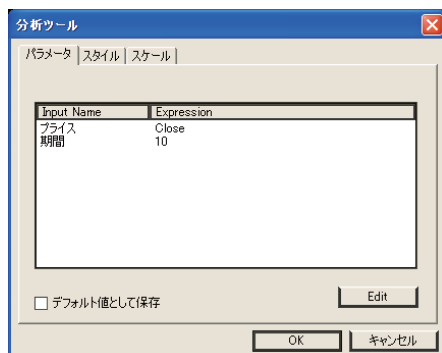 分析ツール
パラメータ スタイル スケール
Input Name Expression
プライス Close
期間 10
デフォルト値として保存 Edit
OK キャンセル